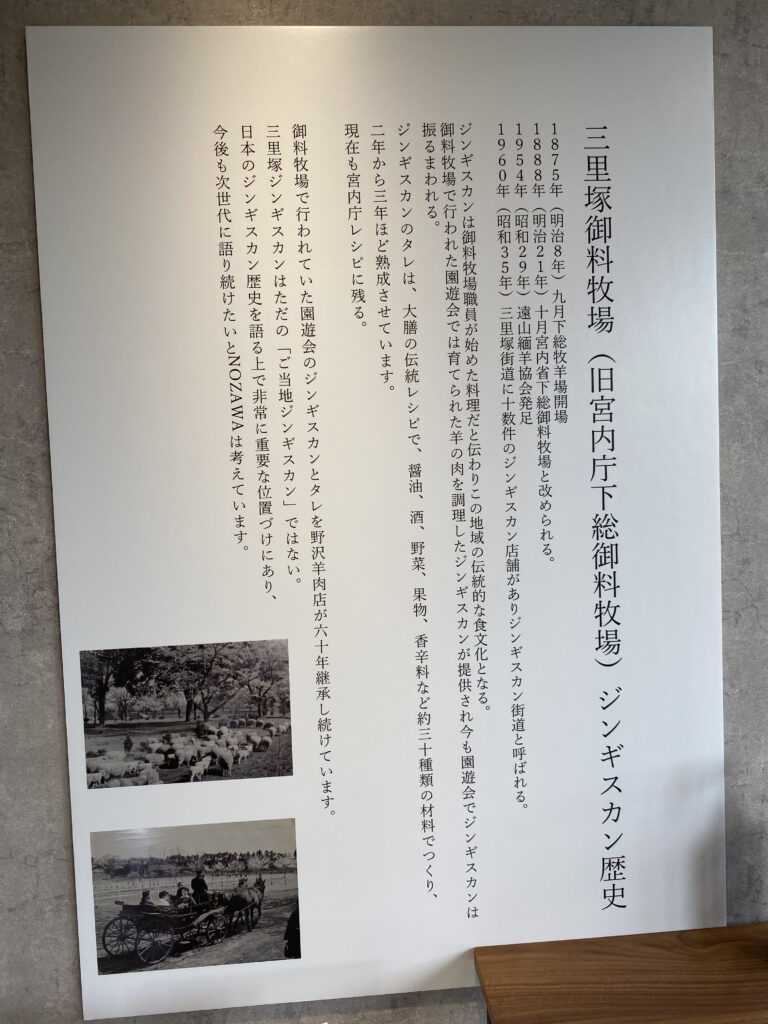 三里塚御料牧場（旧宮内庁下総御料牧場）ジンギスカン歴史
1875年（明治8年）九月下総牧羊場開場
1888年（明治21年）十月宮内省下総御料牧場と改められる。
1954年（昭和29年）遠山緬羊協会発足
1960年（昭和35年）三里塚街道に十数件のジンギスカン店舗がありジンギスカン街道と呼ばれる。
ジンギスカンは御料牧場職員が始めた料理だと伝わりこの地域の伝統的な食文化となる。
御料牧場で行われた園遊会では育てられた羊の肉を調理したジンギスカンが提供され今も園遊会でジンギスカンは
振るまわれる。
ジンギスカンのタレは、大膳の伝統レシピで、醤油、酒、野菜、果物、香辛料など約三十種類の材料でつくり、
二年から三年ほど熟成させています。
現在も宮内庁レシピに残る。
御料牧場で行われていた園遊会のジンギスカンとタレを野沢羊肉店が六十年継承し続けています。
三里塚ジンギスカンはただの「ご当地ジンギスカン」ではない。
日本のジンギスカン歴史を語る上で非常に重要な位置づけにあり、
今後も次世代に語り続けたいとNOZAWAは考えています。